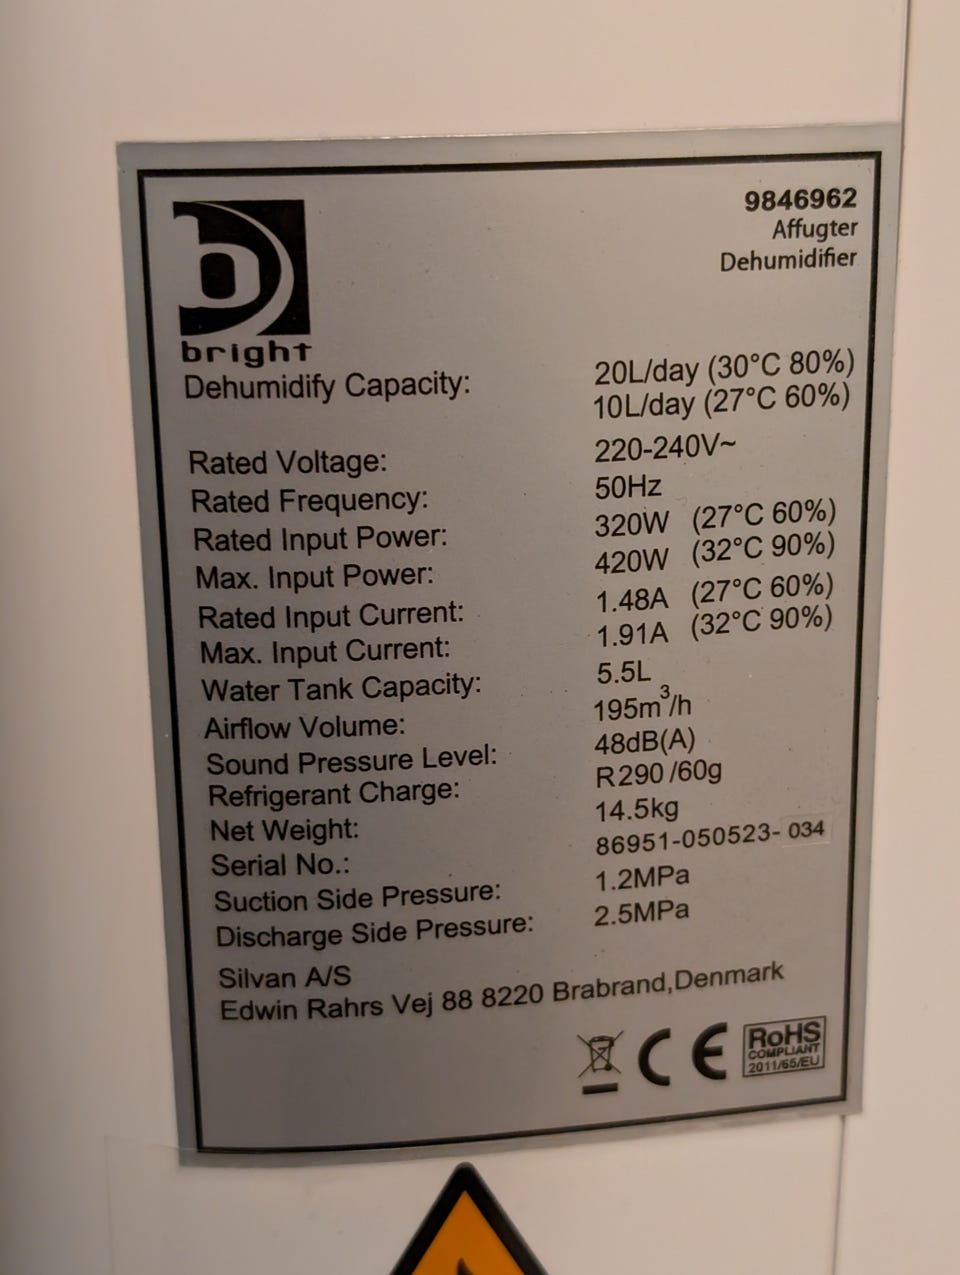 b
bright
9846962
Affugter
Dehumidifier
Dehumidify Capacity: 20L/day (30°C 80%)
10L/day (27°C 60%)
Rated Voltage: 220-240V~
Rated Frequency: 50Hz
Rated Input Power: 320W (27°C 60%)
Max. Input Power: 420W (32°C 90%)
Rated Input Current: 1.48A (27°C 60%)
Max. Input Current: 1.91A (32°C 90%)
Water Tank Capacity: 5.5L
Airflow Volume: 195m³/h
Sound Pressure Level: 48dB(A)
Refrigerant Charge: R290/60g
Net Weight: 14.5kg
Serial No.: 86951-050523-034
Suction Side Pressure: 1.2MPa
Discharge Side Pressure: 2.5MPa
Silvan A/S
Edwin Rahrs Vej 88 8220 Brabrand,Denmark
CE
RoHS
COMPLIANT
2011/65/EU